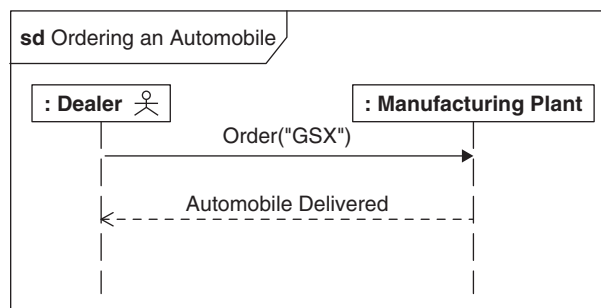 sd Ordering an Automobile
: Dealer
: Manufacturing Plant
Order("GSX")
Automobile Delivered